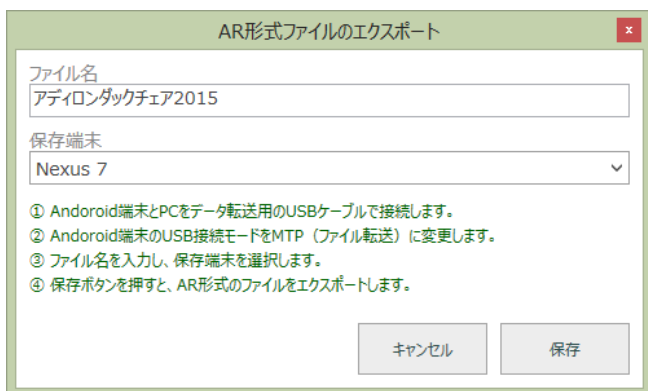 AR形式ファイルのエクスポート
x
ファイル名
アディロンダックチェア2015
保存端末
Nexus 7
① Andoroid端末とPCをデータ転送用のUSBケーブルで接続します。
② Andoroid端末のUSB接続モードをMTP（ファイル転送）に変更します。
③ ファイル名を入力し、保存端末を選択します。
④ 保存ボタンを押すと、AR形式のファイルをエクスポートします。
キャンセル
保存